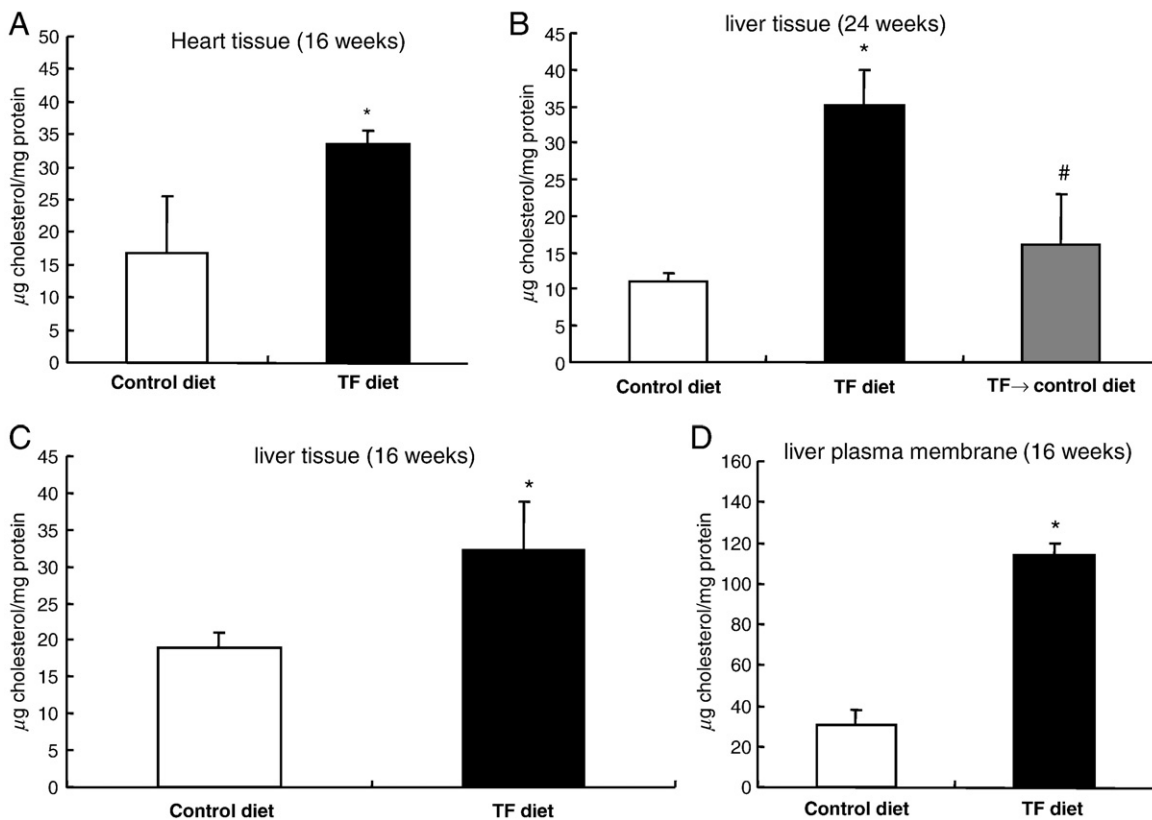 A
Heart tissue (16 weeks)
µg cholesterol/mg protein
50
45
40
35
30
25
20
15
10
5
0
*
Control diet
TF diet
B
liver tissue (24 weeks)
µg cholesterol/mg protein
45
40
35
30
25
20
15
10
5
0
*
#
Control diet
TF diet
TF→ control diet
C
liver tissue (16 weeks)
µg cholesterol/mg protein
45
40
35
30
25
20
15
10
5
0
*
Control diet
TF diet
D
liver plasma membrane (16 weeks)
µg cholesterol/mg protein
160
140
120
100
80
60
40
20
0
*
Control diet
TF diet